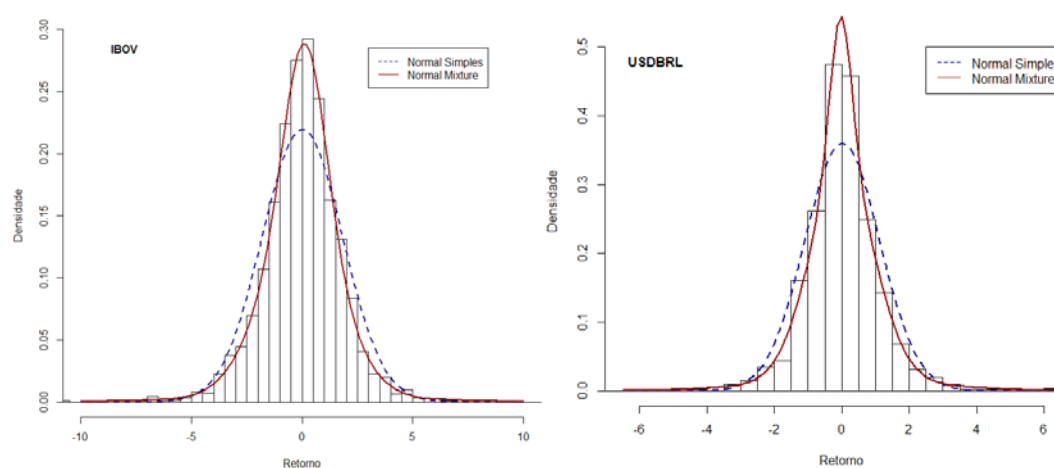 IBOV
Normal Simples
Normal Mixture
Densidade
0.30
0.25
0.20
0.15
0.10
0.05
0.00
-10 -5 0 5 10
Retorno
USDBRL
Normal Simples
Normal Mixture
Densidade
0.5
0.4
0.3
0.2
0.1
0.0
-6 -4 -2 0 2 4 6
Retorno